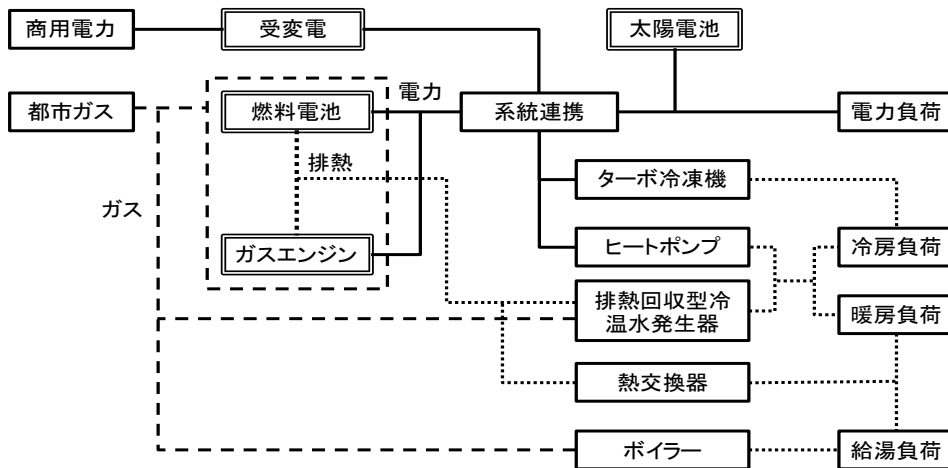 商用電力
受変電
太陽電池
都市ガス
燃料電池
電力
系統連携
電力負荷
排熱
ターボ冷凍機
ガス
ガスエンジン
ヒートポンプ
冷房負荷
排熱回収型冷
温水発生器
暖房負荷
熱交換器
ボイラー
給湯負荷